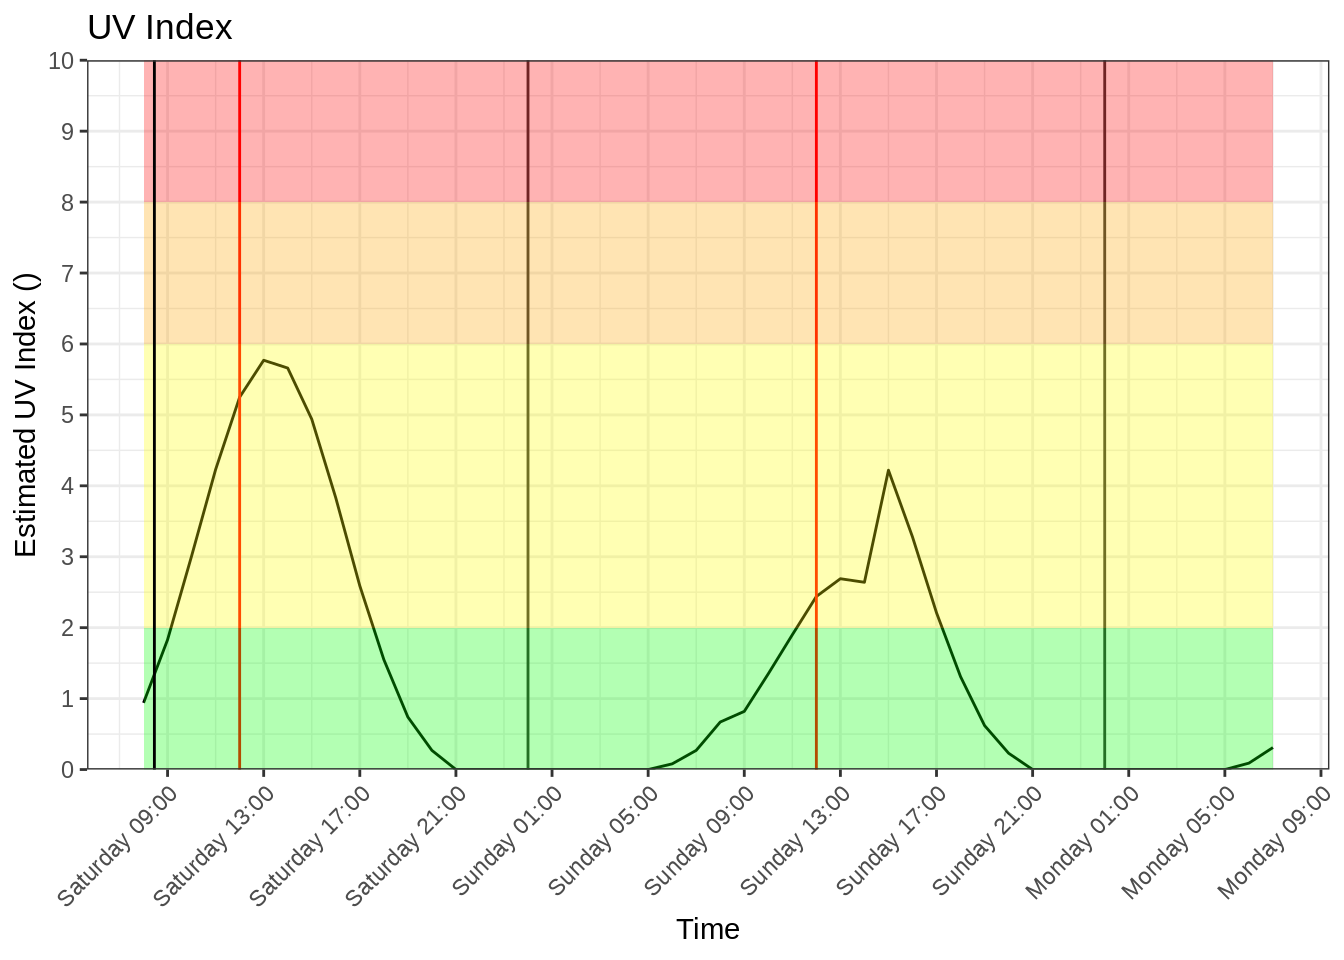 UV Index
Estimated UV Index ()
10
9
8
7
6
5
4
3
2
1
0
Saturday 09:00
Saturday 13:00
Saturday 17:00
Saturday 21:00
Sunday 01:00
Sunday 05:00
Sunday 09:00
Sunday 13:00
Sunday 17:00
Sunday 21:00
Monday 01:00
Monday 05:00
Monday 09:00
Time